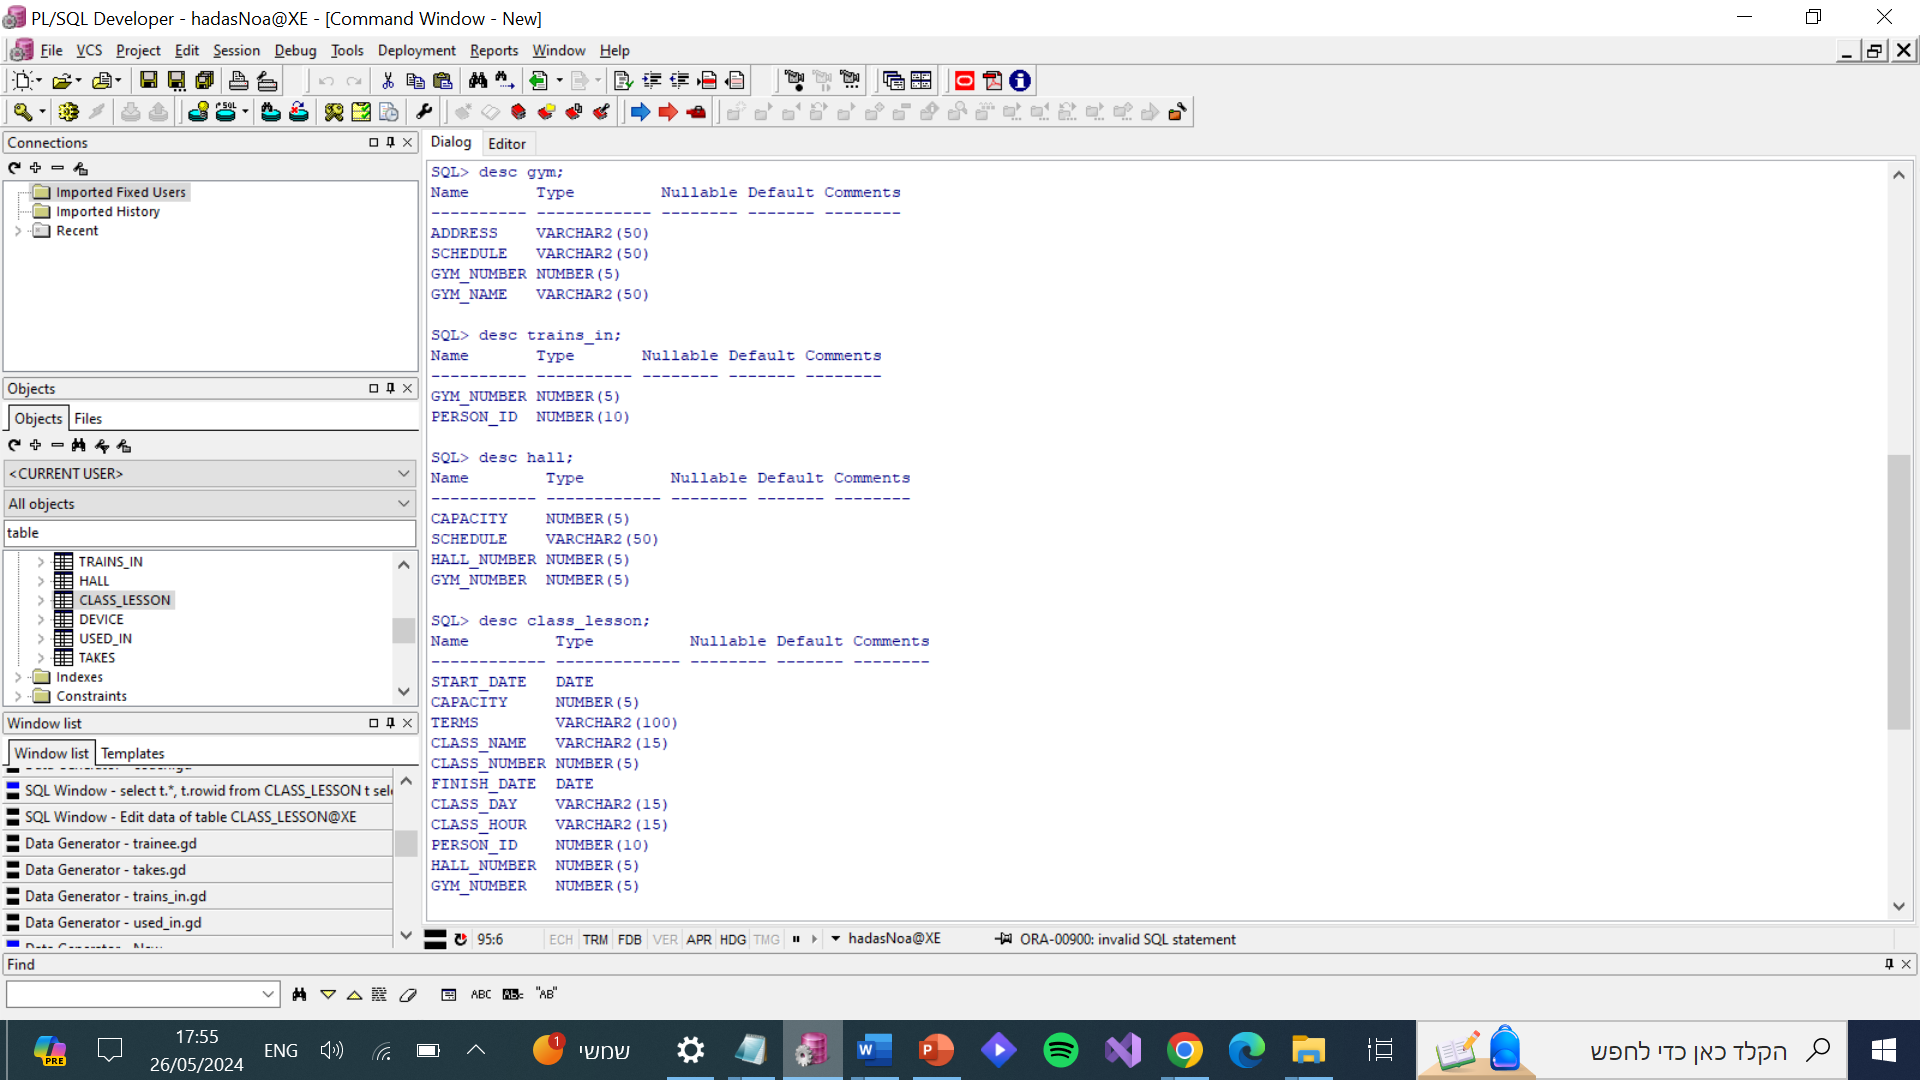 PL/SQL Developer - hadasNoa@XE - [Command Window - New]
File VCS Project Edit Session Debug Tools Deployment Reports Window Help
Connections
Imported Fixed Users
Imported History
Recent
Objects
Objects Files
<CURRENT USER>
All objects
table
TRAINS_IN
HALL
CLASS_LESSON
DEVICE
USED_IN
TAKES
Indexes
Constraints
Window list
Window list Templates
SQL Window - select t.*, t.rowid from CLASS_LESSON t sel
SQL Window - Edit data of table CLASS_LESSON@XE
Data Generator - trainee.gd
Data Generator - takes.gd
Data Generator - trains_in.gd
Data Generator - used_in.gd
Data Generator - New
Dialog Editor
SQL> desc gym;
Name Type Nullable Default Comments
---------- ------------ -------- ------- --------
ADDRESS VARCHAR2(50)
SCHEDULE VARCHAR2(50)
GYM_NUMBER NUMBER(5)
GYM_NAME VARCHAR2(50)
SQL> desc trains_in;
Name Type Nullable Default Comments
---------- ---------- -------- ------- --------
GYM_NUMBER NUMBER(5)
PERSON_ID NUMBER(10)
SQL> desc hall;
Name Type Nullable Default Comments
----------- ------------ -------- ------- --------
CAPACITY NUMBER(5)
SCHEDULE VARCHAR2(50)
HALL_NUMBER NUMBER(5)
GYM_NUMBER NUMBER(5)
SQL> desc class_lesson;
Name Type Nullable Default Comments
------------ ------------- -------- ------- --------
START_DATE DATE
CAPACITY NUMBER(5)
TERMS VARCHAR2(100)
CLASS_NAME VARCHAR2(15)
CLASS_NUMBER NUMBER(5)
FINISH_DATE DATE
CLASS_DAY VARCHAR2(15)
CLASS_HOUR VARCHAR2(15)
PERSON_ID NUMBER(10)
HALL_NUMBER NUMBER(5)
GYM_NUMBER NUMBER(5)
95:6 ECH TRM FDB VER APR HDG TMG hadasNoa@XE ORA-00900: invalid SQL statement
Find
ABC "AB"
PRE
17:55
26/05/2024
ENG
1
שמשי
הקלד כאן כדי לחפש